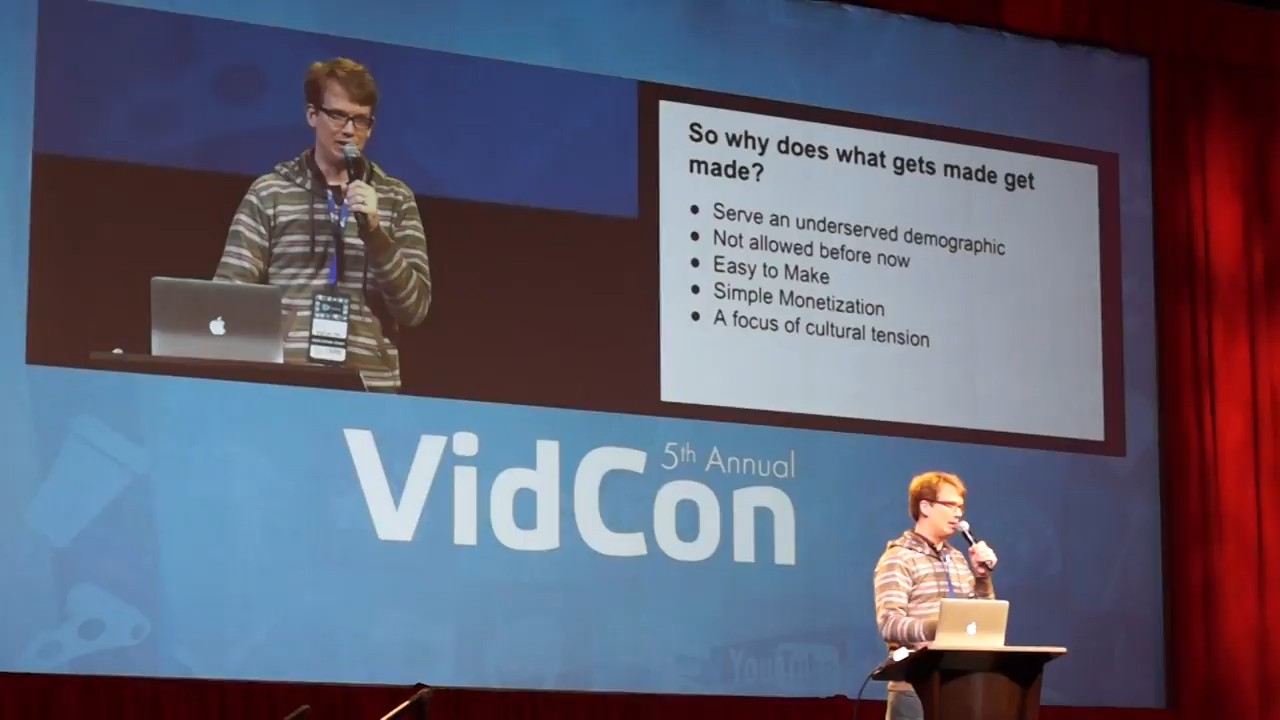 So why does what gets made get
made?
● Serve an underserved demographic
● Not allowed before now
● Easy to Make
● Simple Monetization
● A focus of cultural tension
VidCon
5th Annual
YouTube